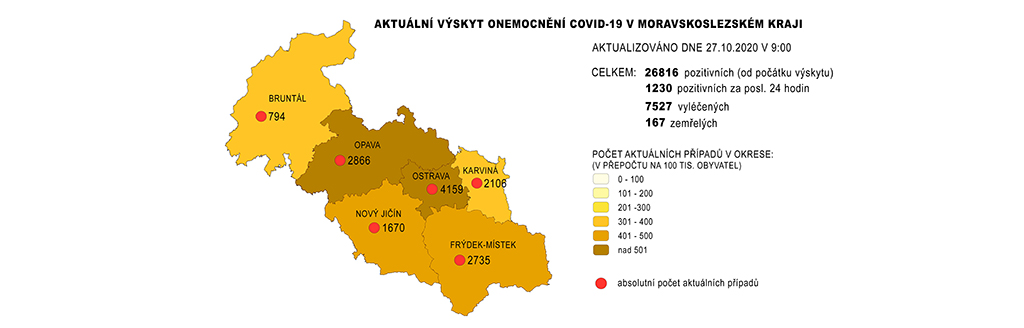 AKTUÁLNÍ VÝSKYT ONEMOCNĚNÍ COVID-19 V MORAVSKOSLEZSKÉM KRAJI
AKTUALIZOVÁNO DNE 27.10.2020 V 9:00
CELKEM: 26816 pozitivních (od počátku výskytu)
1230 pozitivních za posl. 24 hodin
7527 vyléčených
167 zemřelých
BRUNTÁL
794
OPAVA
2866
OSTRAVA
4159
KARVINÁ
2106
NOVÝ JIČÍN
1670
FRÝDEK-MÍSTEK
2735
POČET AKTUÁLNÍCH PŘÍPADŮ V OKRESE:
(V PŘEPOČTU NA 100 TIS. OBYVATEL)
0 - 100
101 - 200
201 -300
301 - 400
401 - 500
nad 501
absolutní počet aktuálních případů